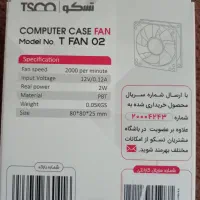 TSCO تسکو
COMPUTER CASE FAN
Model No. T FAN 02
Specification
Fan speed 2000 per minute
Input Voltage 12V/0.12A
Real power 2W
Material PBT
Weight 0.05KGS
Size 80*80*25 mm
با ارسال شماره سریال
محصول خریداری شده به
شماره ۲۰۰۰۴۲۴۳
علاوه بر عضویت در باشگاه
مشتریان تسکو از امکانات
مختلف بهره‌مند شوید.